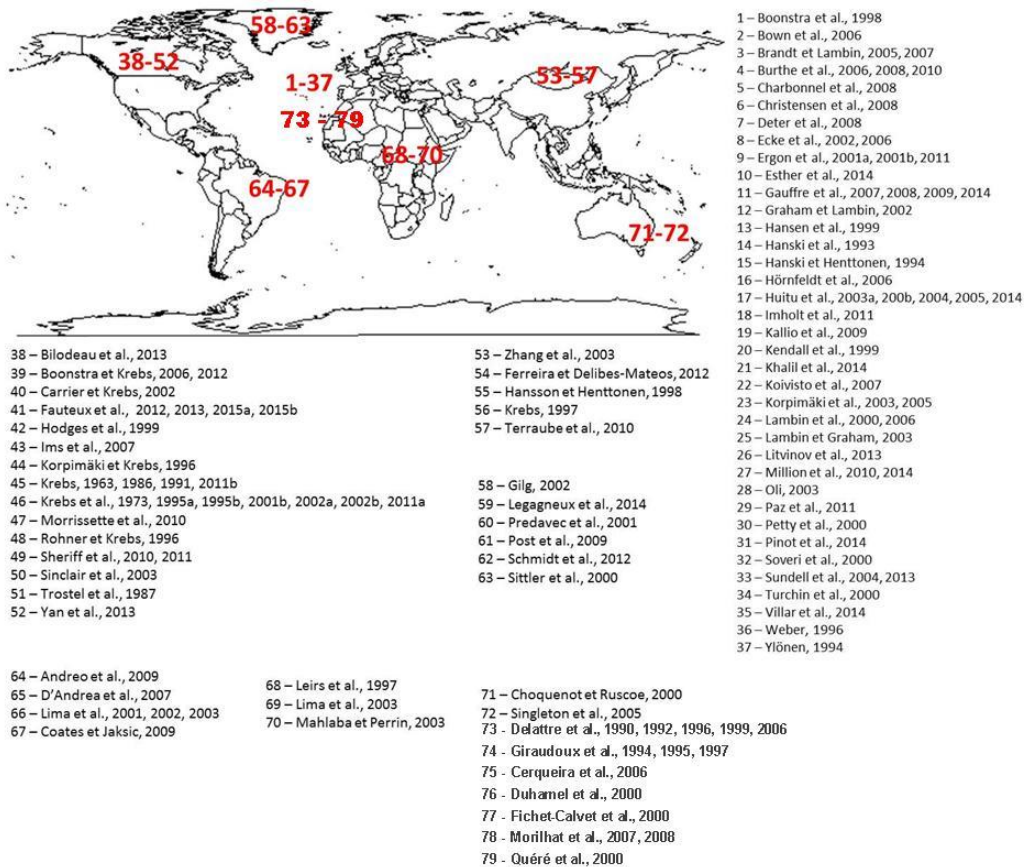 58-63
38-52
1-37
53-57
73 - 79
68-70
64-67
71-72
1 – Boonstra et al., 1998
2 – Bown et al., 2006
3 – Brandt et Lambin, 2005, 2007
4 – Burthe et al., 2006, 2008, 2010
5 – Charbonnel et al., 2008
6 – Christensen et al., 2008
7 – Deter et al., 2008
8 – Ecke et al., 2002, 2006
9 – Ergon et al., 2001a, 2001b, 2011
10 – Esther et al., 2014
11 – Gauffre et al., 2007, 2008, 2009, 2014
12 – Graham et Lambin, 2002
13 – Hansen et al., 1999
14 – Hanski et al., 1993
15 – Hanski et Henttonen, 1994
16 – Hörnfeldt et al., 2006
17 – Huitu et al., 2003a, 200b, 2004, 2005, 2014
18 – Imholt et al., 2011
19 – Kallio et al., 2009
20 – Kendall et al., 1999
21 – Khalil et al., 2014
22 – Koivisto et al., 2007
23 – Korpimäki et al., 2003, 2005
24 – Lambin et al., 2000, 2006
25 – Lambin et Graham, 2003
26 – Litvinov et al., 2013
27 – Million et al., 2010, 2014
28 – Oli, 2003
29 – Paz et al., 2011
30 – Petty et al., 2000
31 – Pinot et al., 2014
32 – Soveri et al., 2000
33 – Sundell et al., 2004, 2013
34 – Turchin et al., 2000
35 – Villar et al., 2014
36 – Weber, 1996
37 – Ylönen, 1994
38 – Bilodeau et al., 2013
39 – Boonstra et Krebs, 2006, 2012
40 – Carrier et Krebs, 2002
41 – Fauteux et al., 2012, 2013, 2015a, 2015b
42 – Hodges et al., 1999
43 – Ims et al., 2007
44 – Korpimäki et Krebs, 1996
45 – Krebs, 1963, 1986, 1991, 2011b
46 – Krebs et al., 1973, 1995a, 1995b, 2001b, 2002a, 2002b, 2011a
47 – Morrissette et al., 2010
48 – Rohner et Krebs, 1996
49 – Sheriff et al., 2010, 2011
50 – Sinclair et al., 2003
51 – Trostel et al., 1987
52 – Yan et al., 2013
53 – Zhang et al., 2003
54 – Ferreira et Delibes-Mateos, 2012
55 – Hansson et Henttonen, 1998
56 – Krebs, 1997
57 – Terraube et al., 2010
58 – Gilg, 2002
59 – Legagneux et al., 2014
60 – Predavec et al., 2001
61 – Post et al., 2009
62 – Schmidt et al., 2012
63 – Sittler et al., 2000
64 – Andreo et al., 2009
65 – D'Andrea et al., 2007
66 – Lima et al., 2001, 2002, 2003
67 – Coates et Jaksic, 2009
68 – Leirs et al., 1997
69 – Lima et al., 2003
70 – Mahlaba et Perrin, 2003
71 – Choquenot et Ruscoe, 2000
72 – Singleton et al., 2005
73 - Delattre et al., 1990, 1992, 1996, 1999, 2006
74 - Giraudoux et al., 1994, 1995, 1997
75 - Cerqueira et al., 2006
76 - Duhamel et al., 2000
77 - Fichet-Calvet et al., 2000
78 - Morilhat et al., 2007, 2008
79 - Quéré et al., 2000